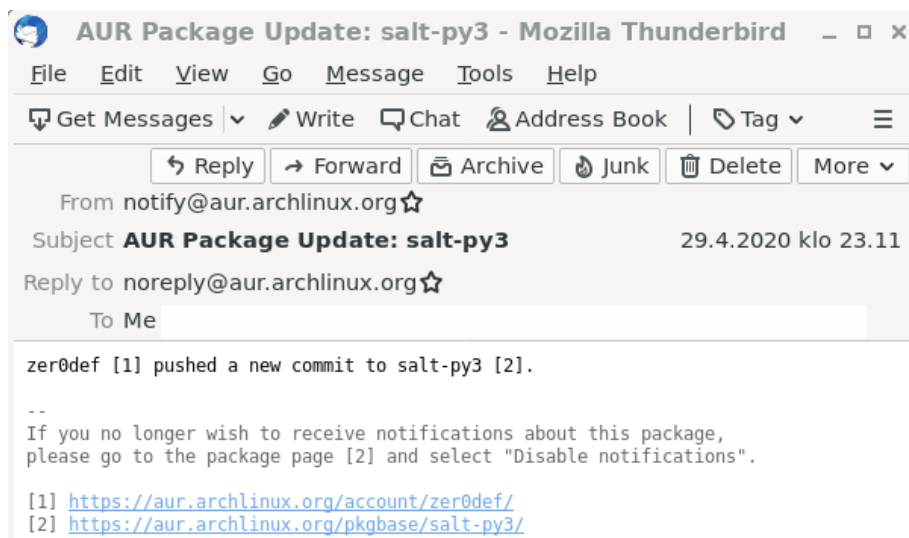 AUR Package Update: salt-py3 - Mozilla Thunderbird
File Edit View Go Message Tools Help
Get Messages Write Chat Address Book Tag
Reply Forward Archive Junk Delete More
From notify@aur.archlinux.org
Subject AUR Package Update: salt-py3 29.4.2020 klo 23.11
Reply to noreply@aur.archlinux.org
To Me
zer0def [1] pushed a new commit to salt-py3 [2].
--
If you no longer wish to receive notifications about this package,
please go to the package page [2] and select "Disable notifications".
[1] https://aur.archlinux.org/account/zer0def/
[2] https://aur.archlinux.org/pkgbase/salt-py3/